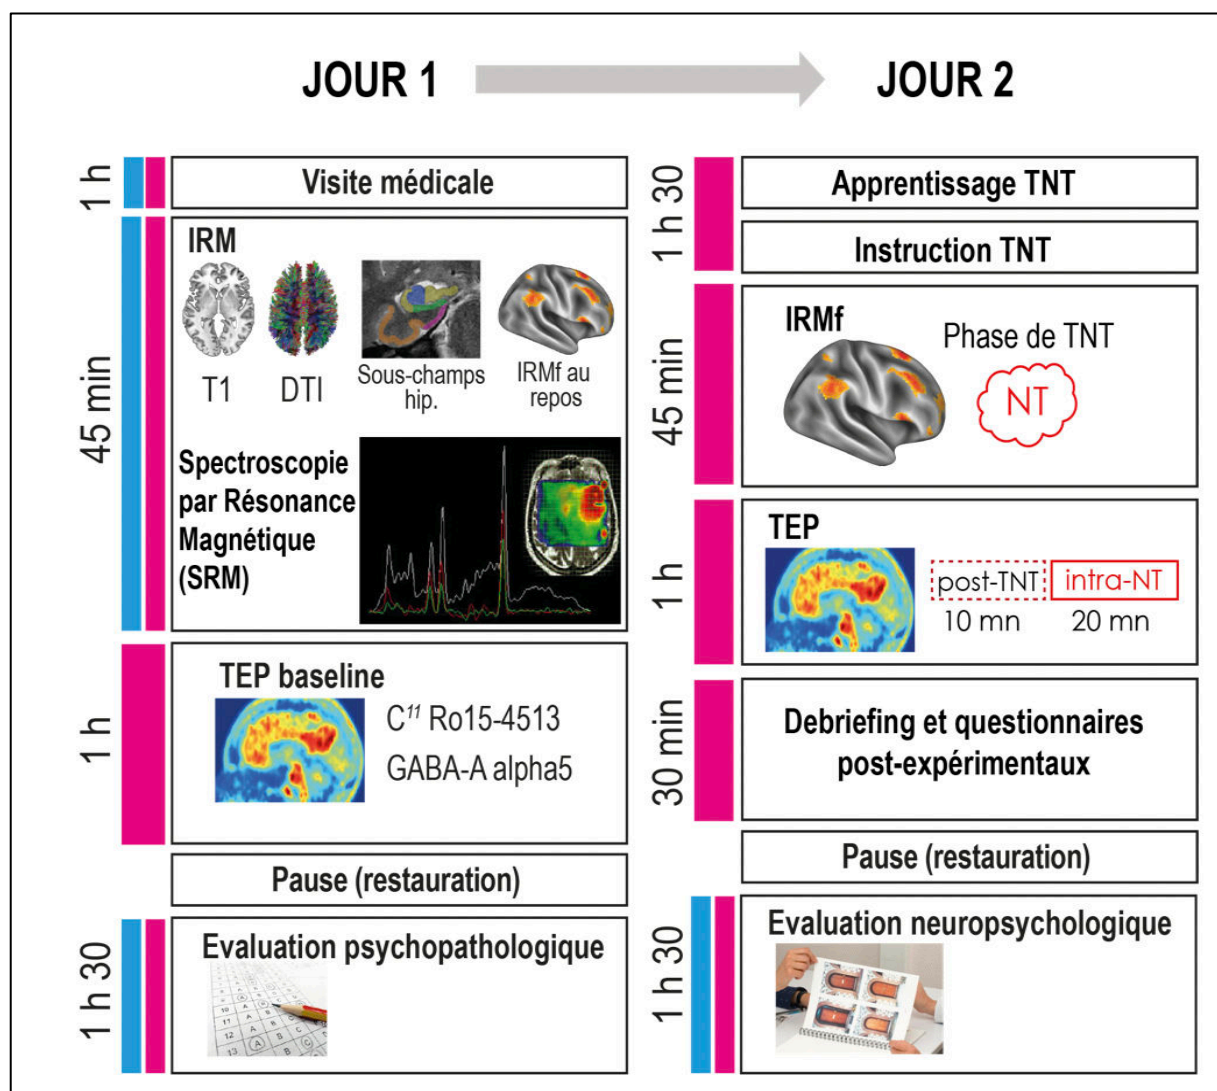 JOUR 1
JOUR 2
1 h
Visite médicale
45 min
IRM
T1
DTI
Sous-champs
hip.
IRMf au
repos
Spectroscopie
par Résonance
Magnétique
(SRM)
1 h
TEP baseline
C¹¹ Ro15-4513
GABA-A alpha5
Pause (restauration)
1 h 30
Evaluation psychopathologique
1 h 30
Apprentissage TNT
Instruction TNT
45 min
IRMf
Phase de TNT
NT
1 h
TEP
post-TNT
intra-NT
10 mn
20 mn
30 min
Debriefing et questionnaires
post-expérimentaux
Pause (restauration)
1 h 30
Evaluation neuropsychologique